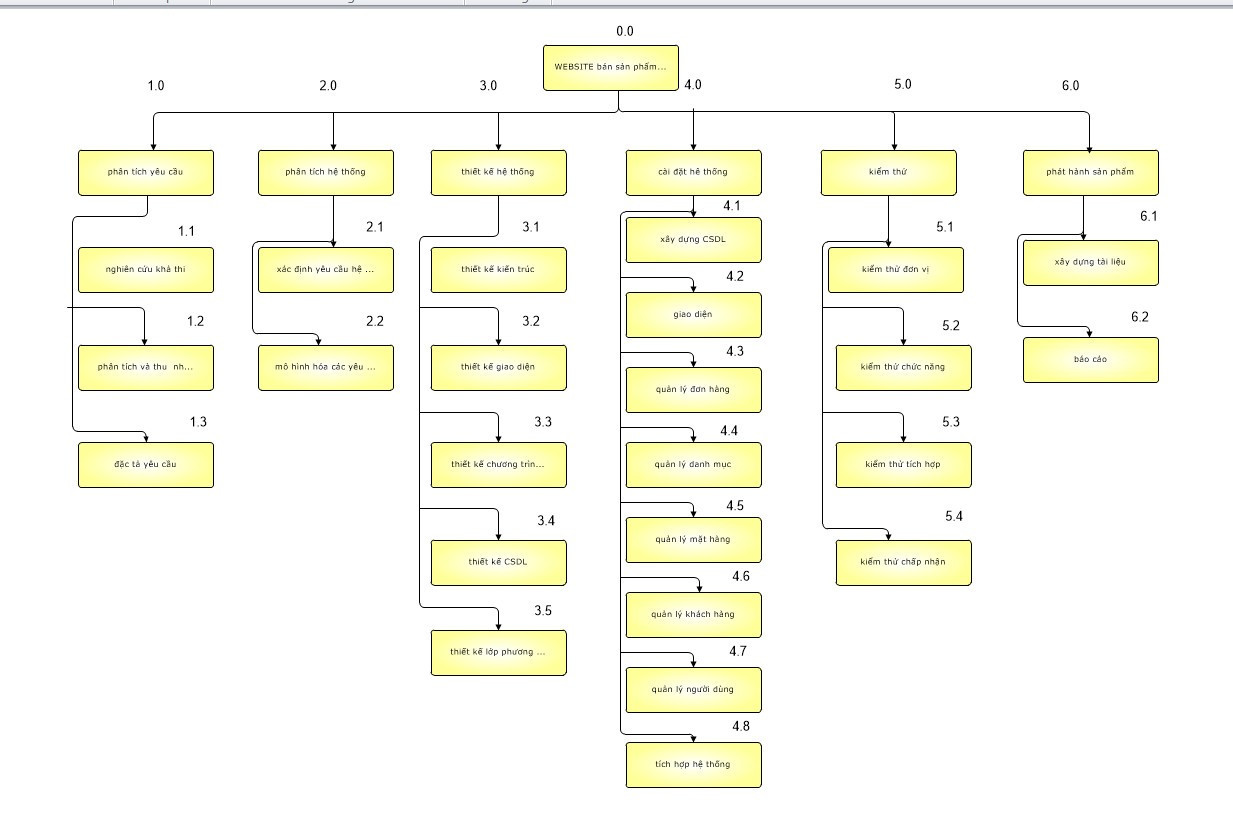 0.0
WEBSITE bán sản phẩm...
1.0
2.0
3.0
4.0
5.0
6.0
phân tích yêu cầu
phân tích hệ thống
thiết kế hệ thống
cài đặt hê thống
kiểm thử
phát hành sản phẩm
1.1
nghiên cứu khả thi
1.2
phân tích và thu nh...
1.3
đặc tả yêu cầu
2.1
xác định yêu cầu hệ ...
2.2
mô hình hóa các yêu ...
3.1
thiết kế kiến trúc
3.2
thiết kế giao diện
3.3
thiết kế chương trìn...
3.4
thiết kế CSDL
3.5
thiết kế lớp phương ...
4.1
xây dựng CSDL
4.2
giao diện
4.3
quản lý đơn hàng
4.4
quản lý danh mục
4.5
quản lý mặt hàng
4.6
quản lý khách hàng
4.7
quản lý người dùng
4.8
tích hợp hệ thống
5.1
kiểm thử đơn vị
5.2
kiểm thử chức năng
5.3
kiểm thử tích hợp
5.4
kiểm thử chấp nhận
6.1
xây dựng tài liệu
6.2
báo cáo